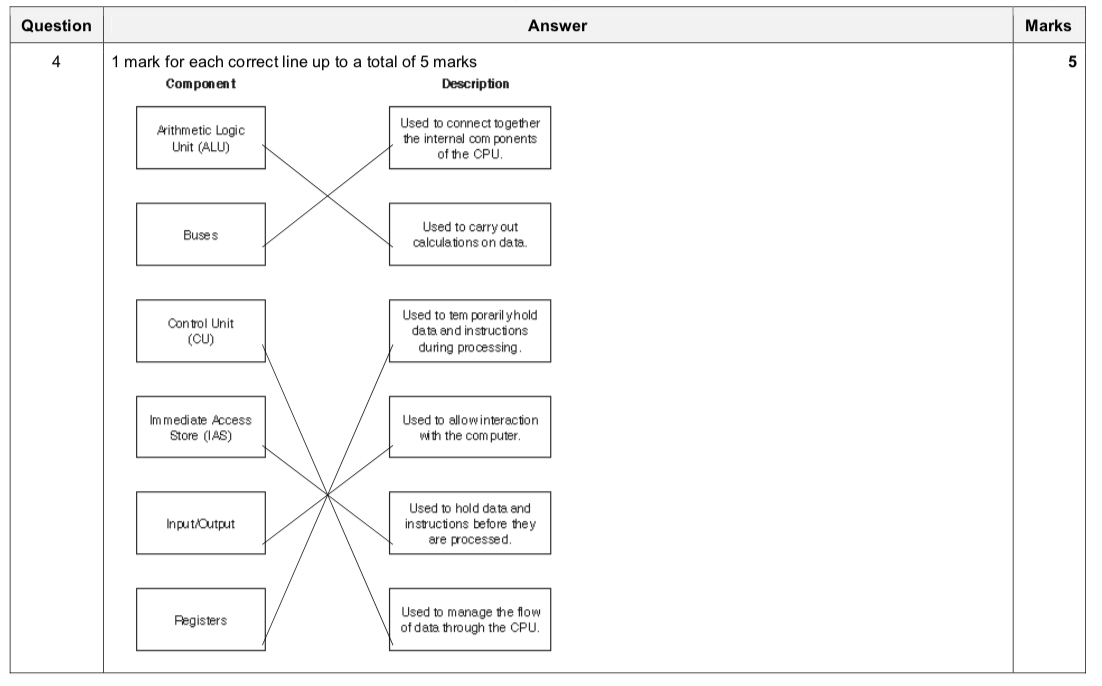 Question Answer Marks
4 1 mark for each correct line up to a total of 5 marks 5
Component Description
Arithmetic Logic
Unit (ALU)
Used to connect together
the internal components
of the CPU.
Buses
Used to carry out
calculations on data.
Control Unit
(CU)
Used to temporarily hold
data and instructions
during processing.
Immediate Access
Store (IAS)
Used to allow interaction
with the computer.
Input/Output
Used to hold data and
instructions before they
are processed.
Registers
Used to manage the flow
of data through the CPU.